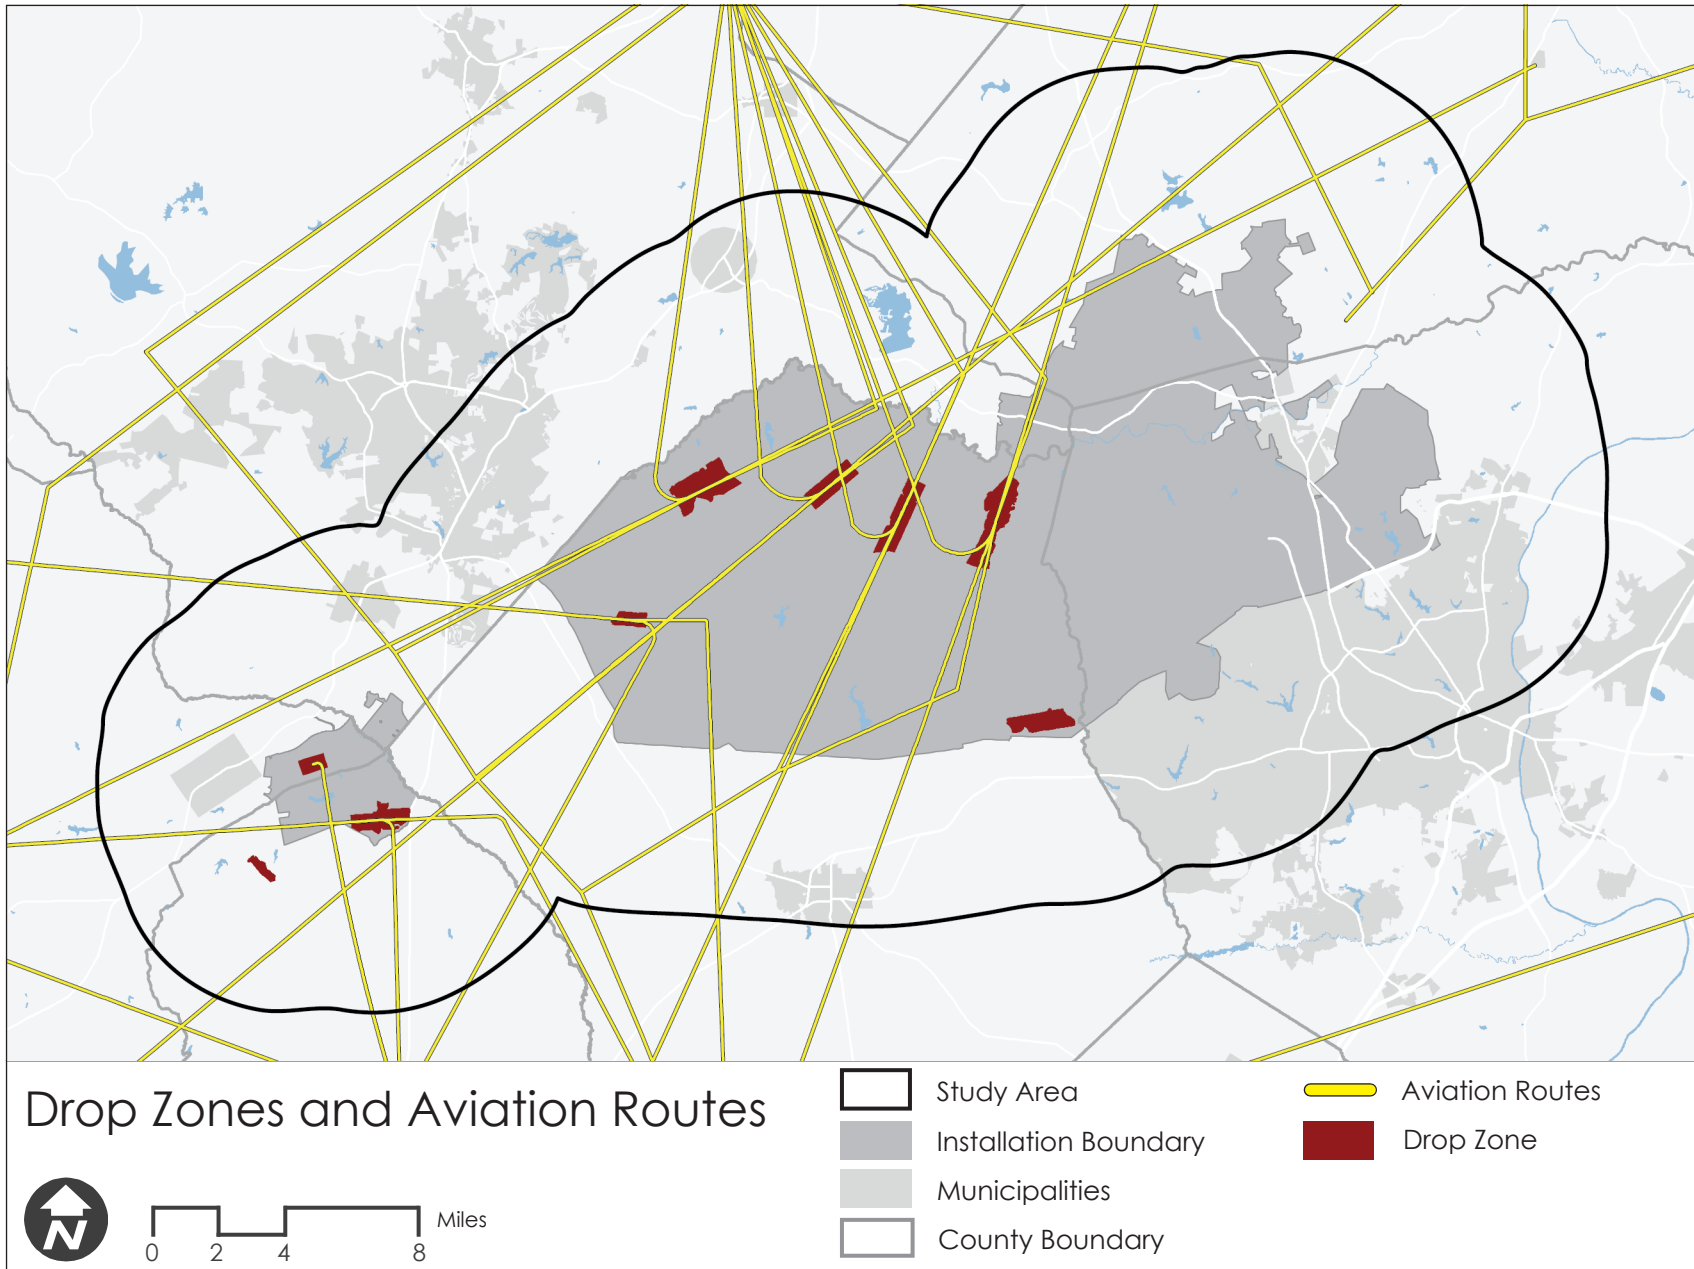 Drop Zones and Aviation Routes
N
0 2 4 8 Miles
Study Area
Installation Boundary
Municipalities
County Boundary
Aviation Routes
Drop Zone